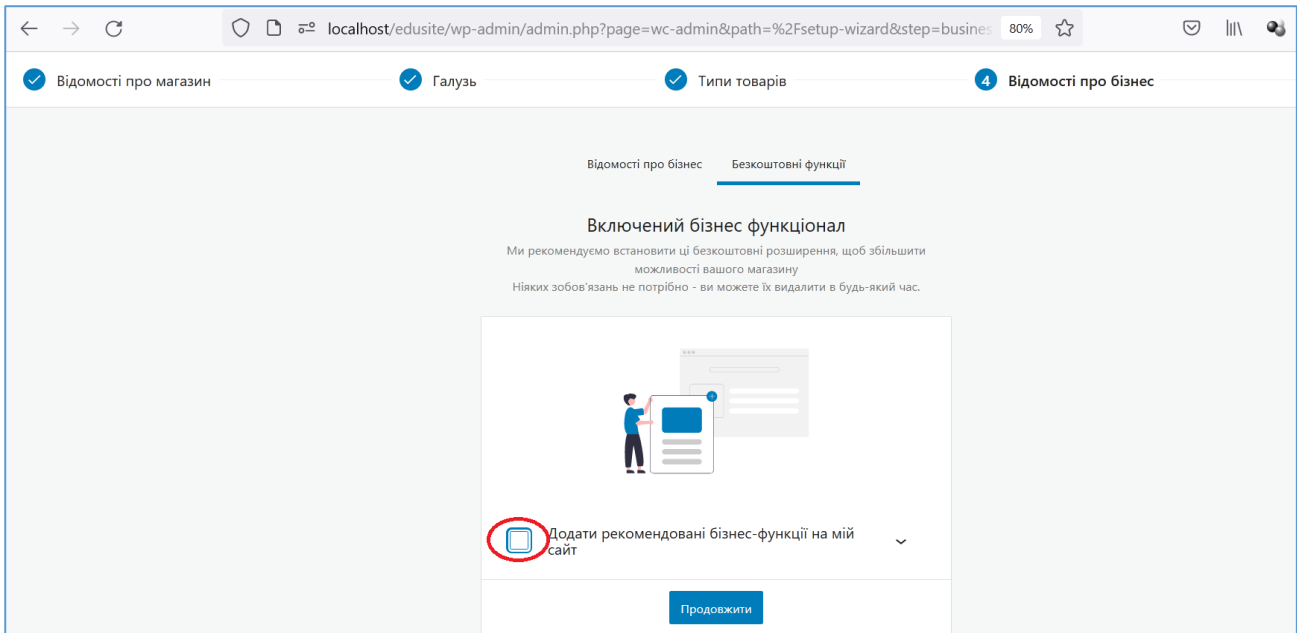 localhost/edusite/wp-admin/admin.php?page=wc-admin&path=%2Fsetup-wizard&step=busines 80%
Відомості про магазин Галузь Типи товарів 4 Відомості про бізнес
Відомості про бізнес Безкоштовні функції
Включений бізнес функціонал
Ми рекомендуємо встановити ці безкоштовні розширення, щоб збільшити
можливості вашого магазину
Ніяких зобов'язань не потрібно - ви можете їх видалити в будь-який час.
Додати рекомендовані бізнес-функції на мій
сайт
Продовжити